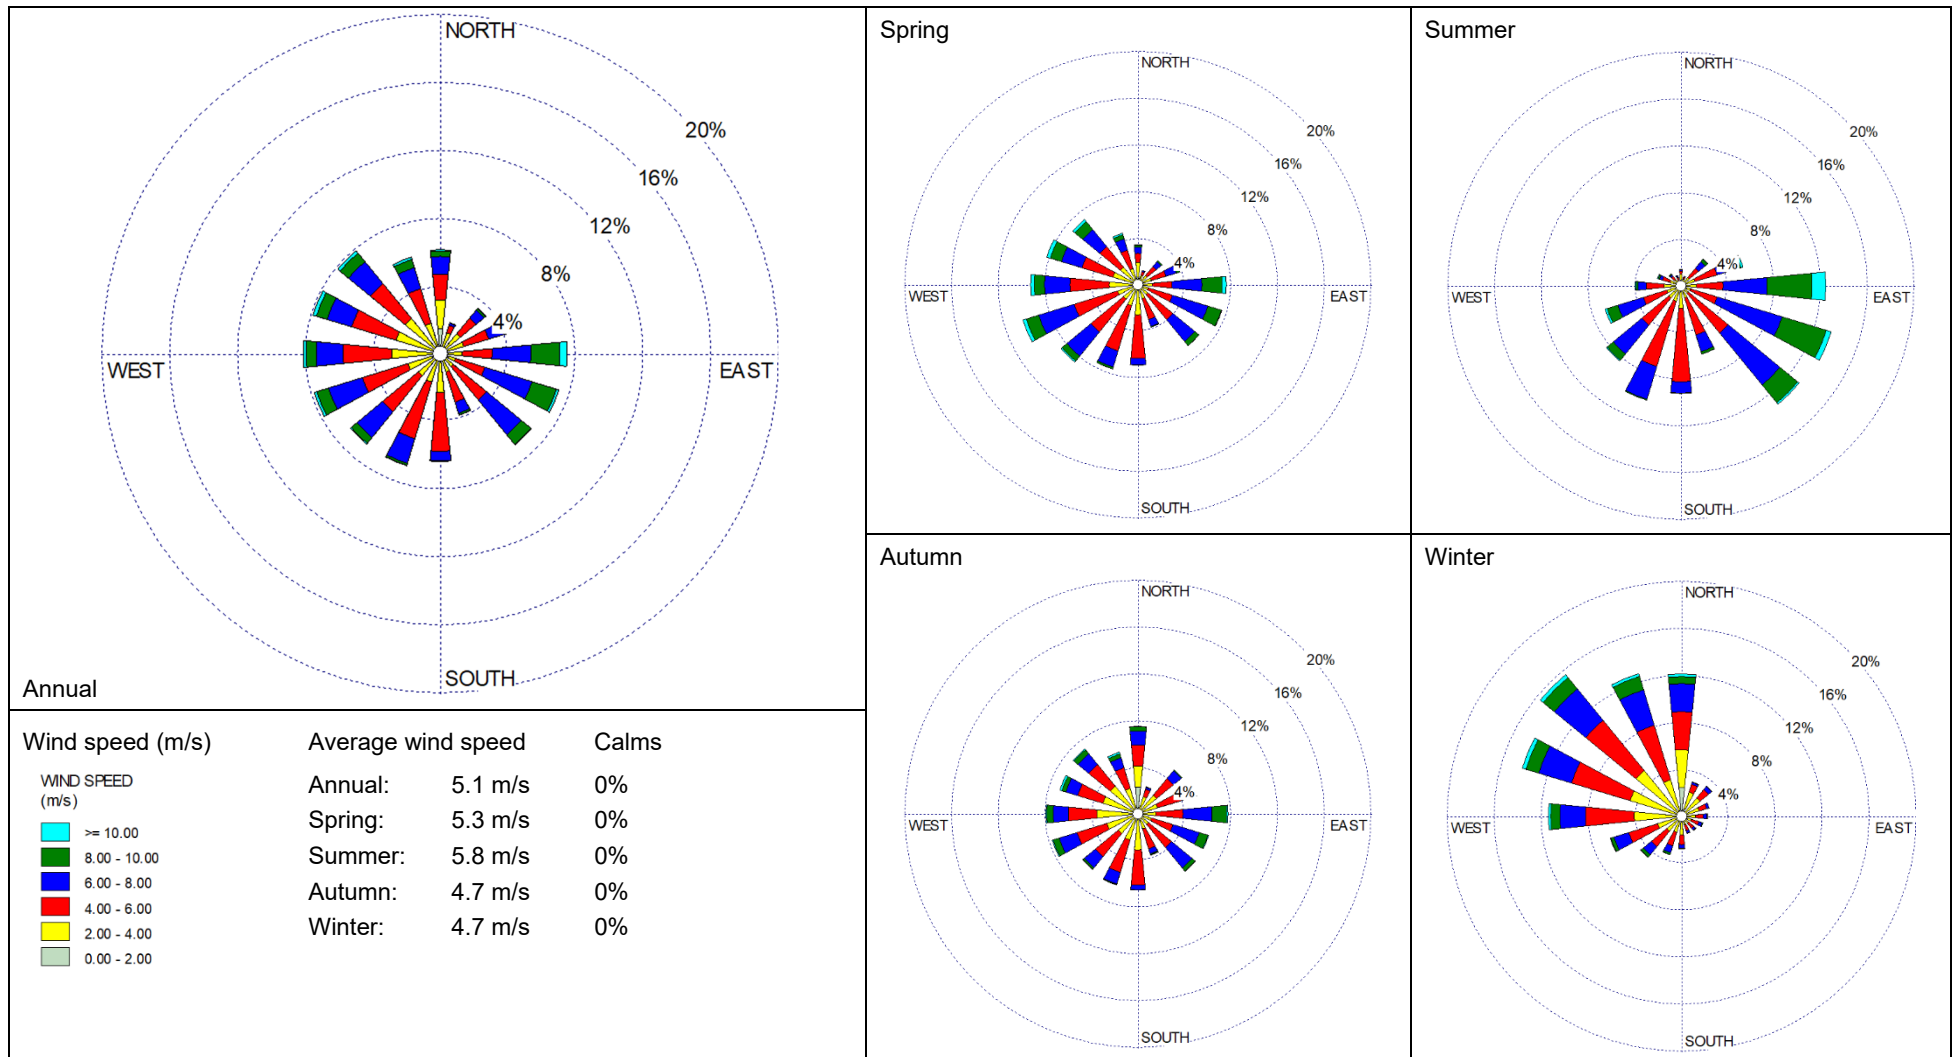 NORTH
20%
16%
12%
8%
4%
WEST
EAST
SOUTH
Annual
Spring
NORTH
20%
16%
12%
8%
4%
WEST
EAST
SOUTH
Summer
NORTH
20%
16%
12%
8%
4%
WEST
EAST
SOUTH
Wind speed (m/s)
WIND SPEED
(m/s)
>= 10.00
8.00 - 10.00
6.00 - 8.00
4.00 - 6.00
2.00 - 4.00
0.00 - 2.00
Average wind speed Calms
Annual: 5.1 m/s 0%
Spring: 5.3 m/s 0%
Summer: 5.8 m/s 0%
Autumn: 4.7 m/s 0%
Winter: 4.7 m/s 0%
Autumn
NORTH
20%
16%
12%
8%
4%
WEST
EAST
SOUTH
Winter
NORTH
20%
16%
12%
8%
4%
WEST
EAST
SOUTH